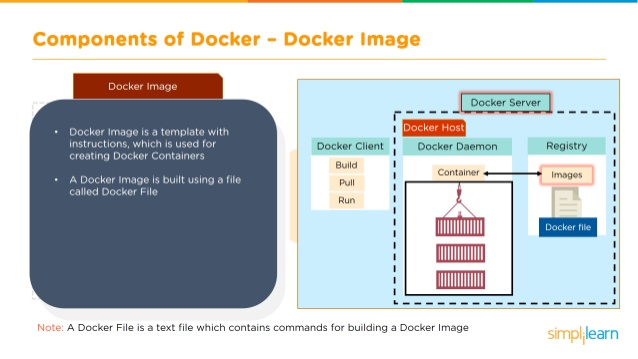 Components of Docker – Docker Image
Docker Image
• Docker Image is a template with
instructions, which is used for
creating Docker Containers
• A Docker Image is built using a file
called Docker File
Docker Server
Docker Host
Docker Client
Docker Daemon
Registry
Build
Pull
Run
Container
Images
Docker file
Note: A Docker File is a text file which contains commands for building a Docker Image
simplilearn